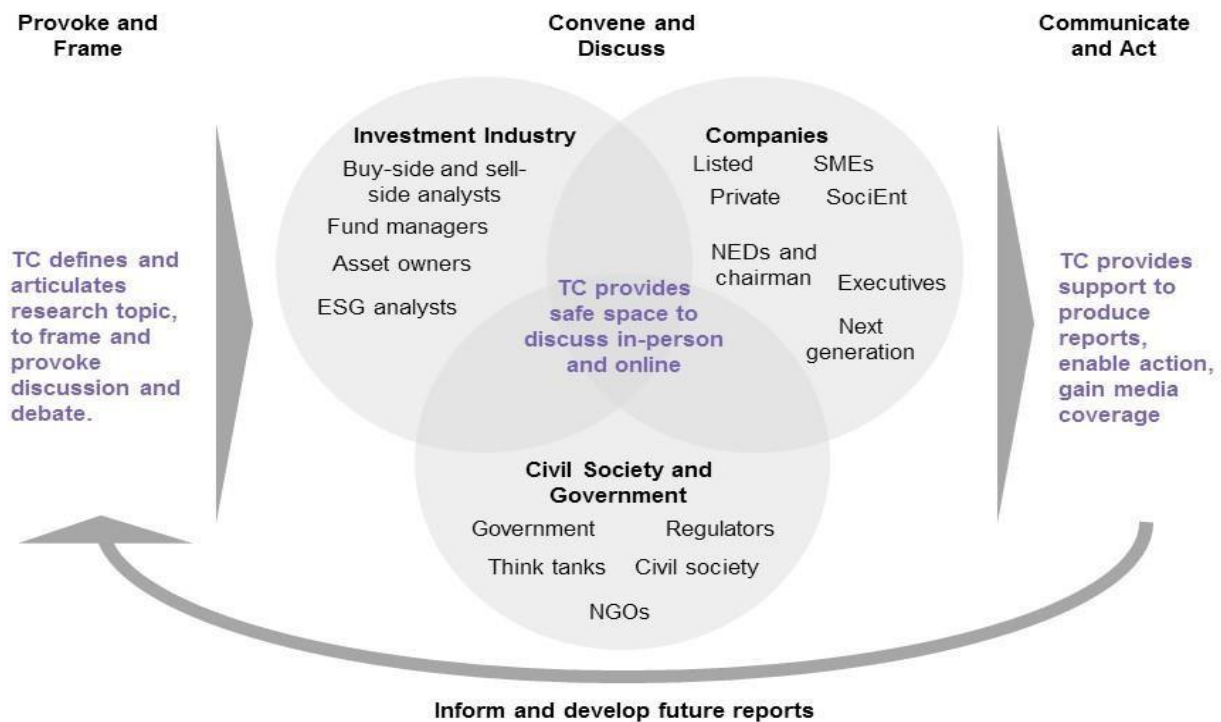 Provoke and
Frame
Convene and
Discuss
Communicate
and Act
TC defines and
articulates
research topic,
to frame and
provoke
discussion and
debate.
Investment Industry
Buy-side and sell-
side analysts
Fund managers
Asset owners
ESG analysts
Companies
Listed SMEs
Private SociEnt
NEDs and
chairman
Executives
Next
generation
TC provides
safe space to
discuss in-person
and online
Civil Society and
Government
Government Regulators
Think tanks Civil society
NGOs
TC provides
support to
produce
reports,
enable action,
gain media
coverage
Inform and develop future reports